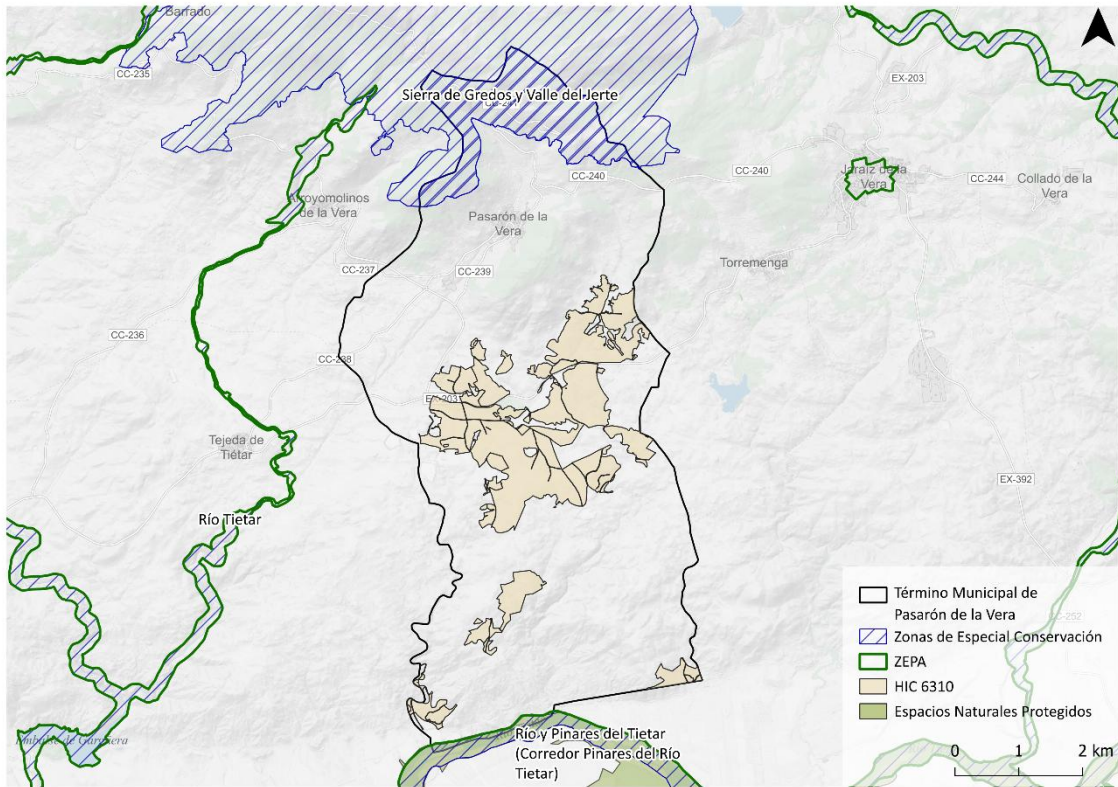 Barrado
CC-235
EX-203
Sierra de Gredos y Valle del Jerte
CC-240
CC-240
Jaraíz de la
Vera
CC-244
Collado de la
Vera
Arroyomolinos
de la Vera
Pasarón de la
Vera
CC-237
CC-239
Torremenga
CC-236
CC-238
EX-203
Tejeda de
Tiétar
EX-392
Río Tietar
Término Municipal de
Pasarón de la Vera
CC-252
Zonas de Especial Conservación
ZEPA
HIC 6310
Espacios Naturales Protegidos
Río y Pinares del Tietar
(Corredor Pinares del Río
Tietar)
0 1 2 km